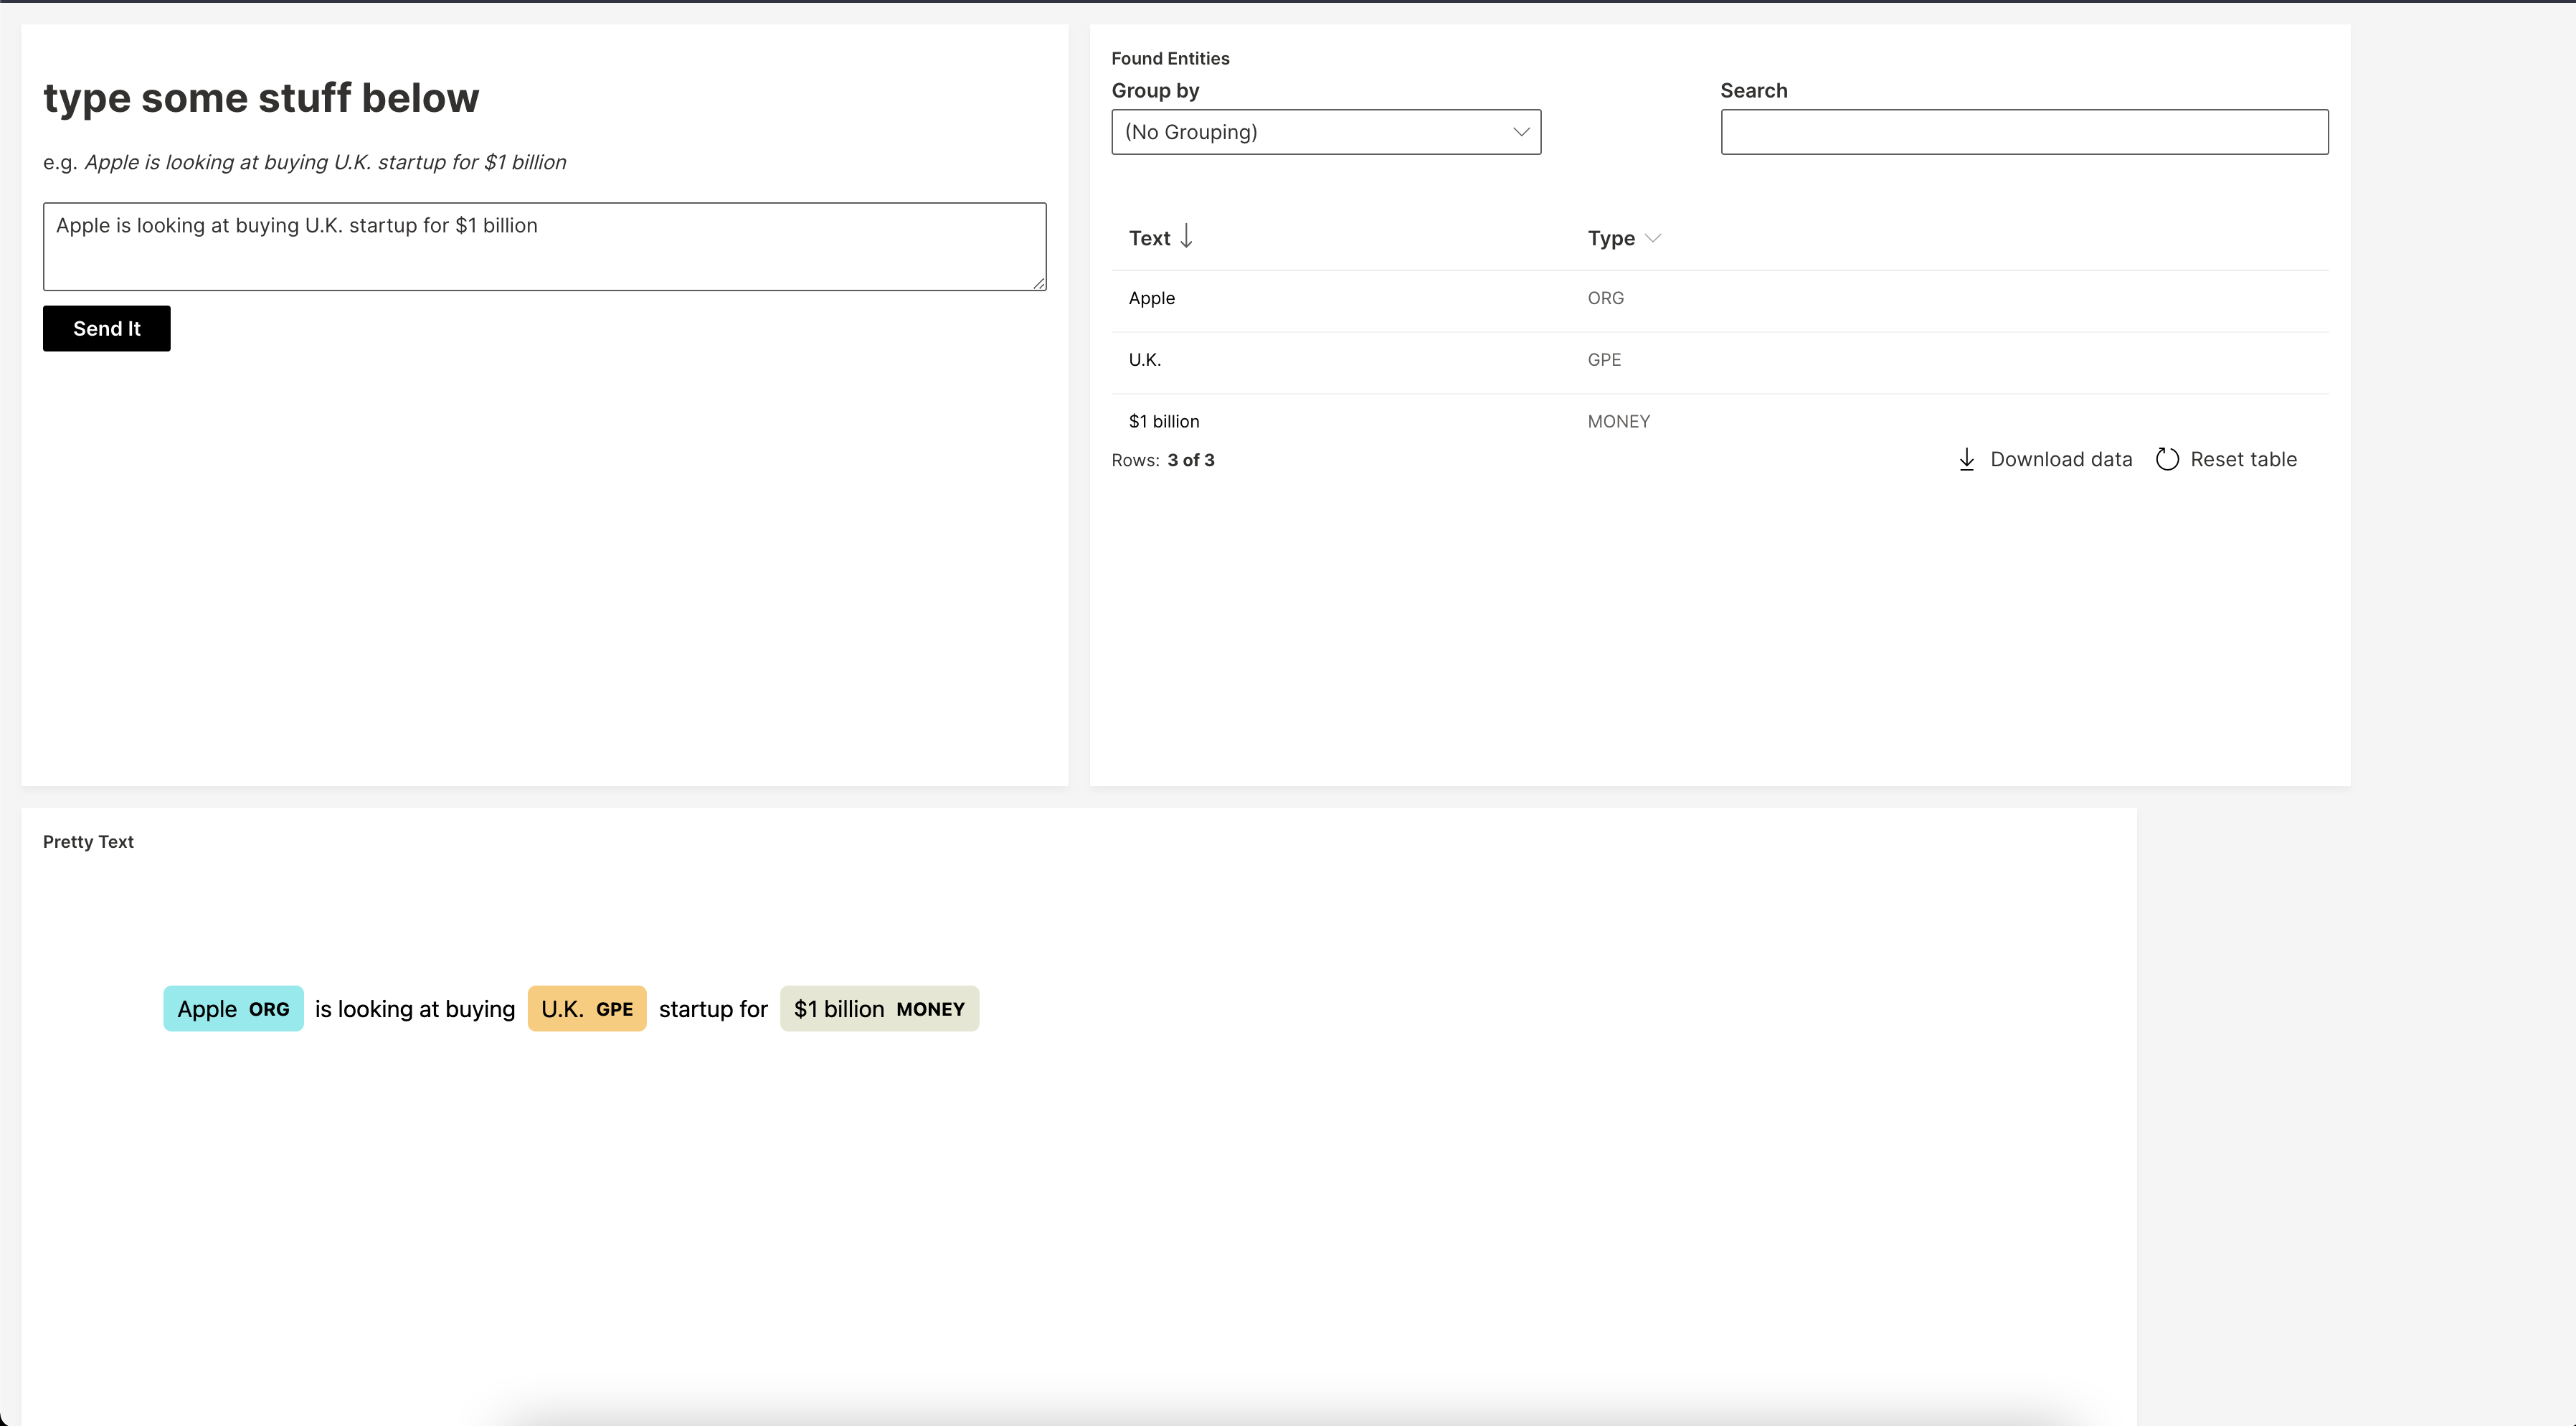 type some stuff below
e.g. Apple is looking at buying U.K. startup for $1 billion
Apple is looking at buying U.K. startup for $1 billion
Send It
Found Entities
Group by
(No Grouping)
Search
Text Type
Apple ORG
U.K. GPE
$1 billion MONEY
Rows: 3 of 3 Download data Reset table
Pretty Text
Apple ORG is looking at buying U.K. GPE startup for $1 billion MONEY